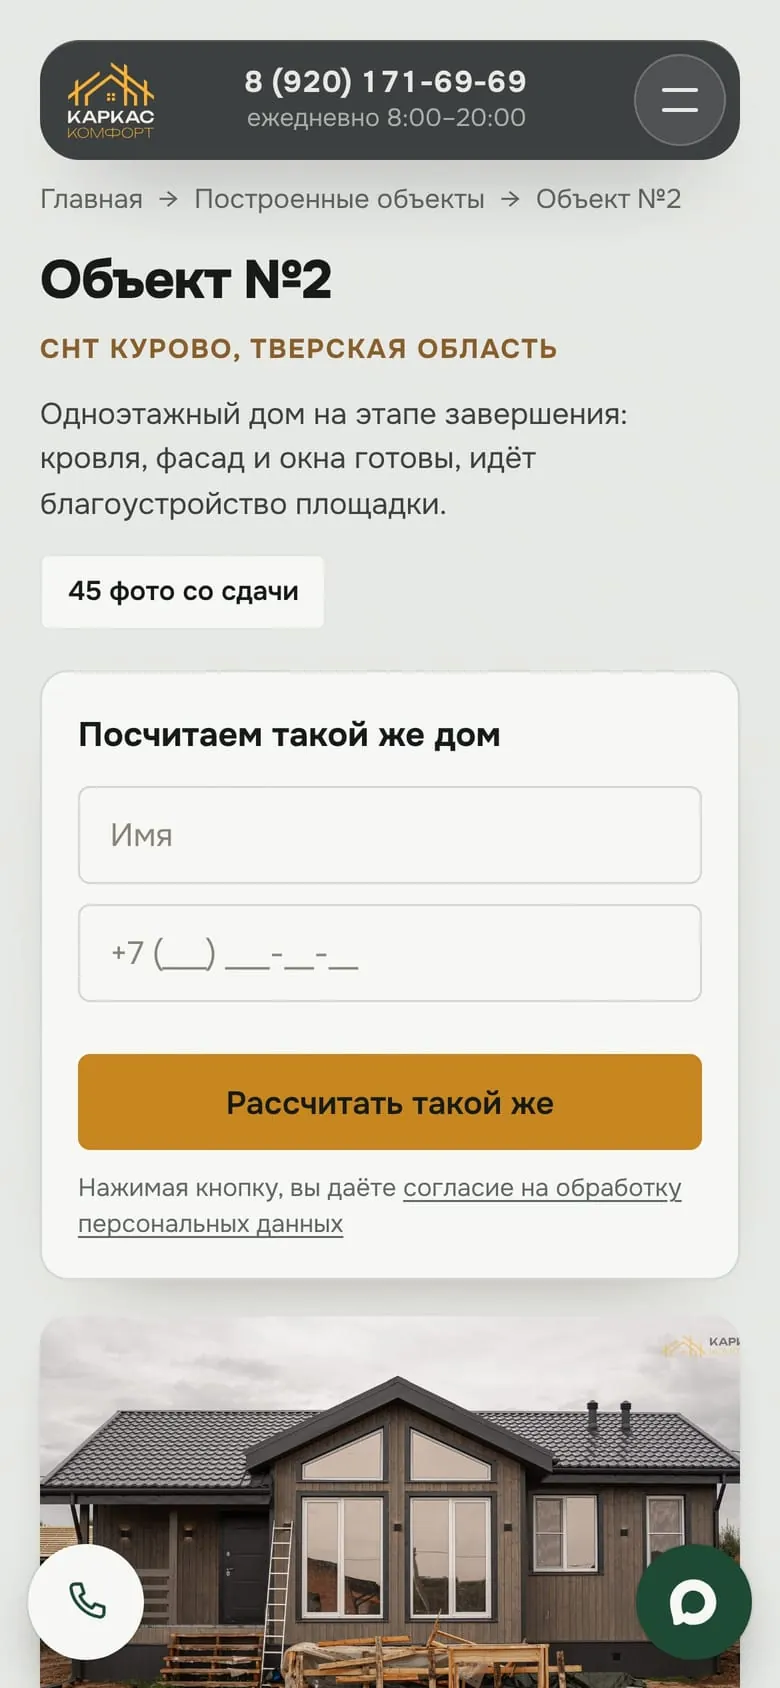 КАРКАС
КОМФОРТ
8 (920) 171-69-69
ежедневно 8:00–20:00
Главная → Построенные объекты → Объект №2
Объект №2
СНТ КУРОВО, ТВЕРСКАЯ ОБЛАСТЬ
Одноэтажный дом на этапе завершения:
кровля, фасад и окна готовы, идёт
благоустройство площадки.
45 фото со сдачи
Посчитаем такой же дом
Имя
+7 (___) ___-__-__
Рассчитать такой же
Нажимая кнопку, вы даёте согласие на обработку
персональных данных